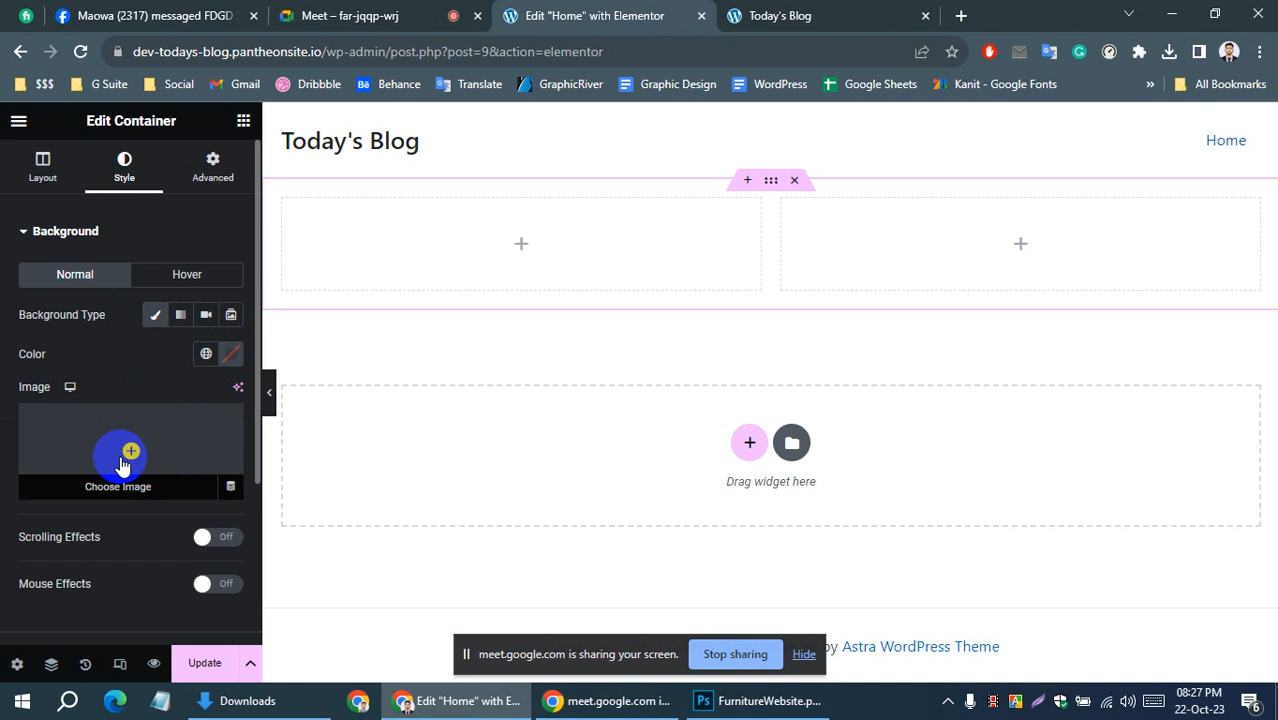 Maowa (2317) messaged FDGD
Meet – far-jqqp-wrj
Edit "Home" with Elementor
Today's Blog
dev-todays-blog.pantheonsite.io/wp-admin/post.php?post=9&action=elementor
$$$
G Suite
Social
Gmail
Dribbble
Behance
Translate
GraphicRiver
Graphic Design
WordPress
Google Sheets
Kanit - Google Fonts
»
All Bookmarks
Edit Container
Today's Blog
Home
Layout
Style
Advanced
Background
Normal
Hover
Background Type
Color
Image
Choose Image
Drag widget here
Scrolling Effects
Off
Mouse Effects
Off
by Astra WordPress Theme
meet.google.com is sharing your screen.
Stop sharing
Hide
Update
Downloads
Edit "Home" with E...
meet.google.com i...
Ps
FurnitureWebsite.p...
08:27 PM
22-Oct-23
6